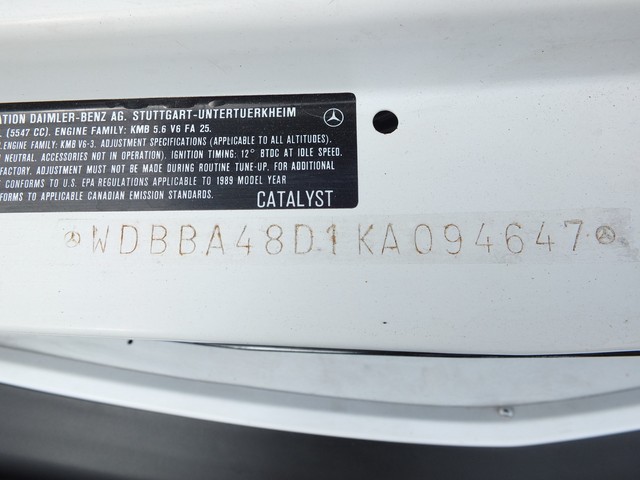 ATION DAIMLER-BENZ AG. STUTTGART-UNTERTUERKHEIM
. (5547 CC). ENGINE FAMILY: KMB 5.6 V6 FA 25.
.ENGINE FAMILY: KMB V6-3. ADJUSTMENT SPECIFICATIONS (APPLICABLE TO ALL ALTITUDES).
N NEUTRAL. ACCESSORIES NOT IN OPERATION). IGNITION TIMING: 12° BTDC AT IDLE SPEED.
FACTORY. ADJUSTMENT MUST NOT BE MADE DURING ROUTINE TUNE-UP. FOR ADDITIONAL
FORMS TO U.S. EPA REGULATIONS APPLICABLE TO 1989 MODEL YEAR
FORMS TO APPLICABLE CANADIAN EMISSION STANDARDS.
CATALYST
WDBBA48D1KA094647